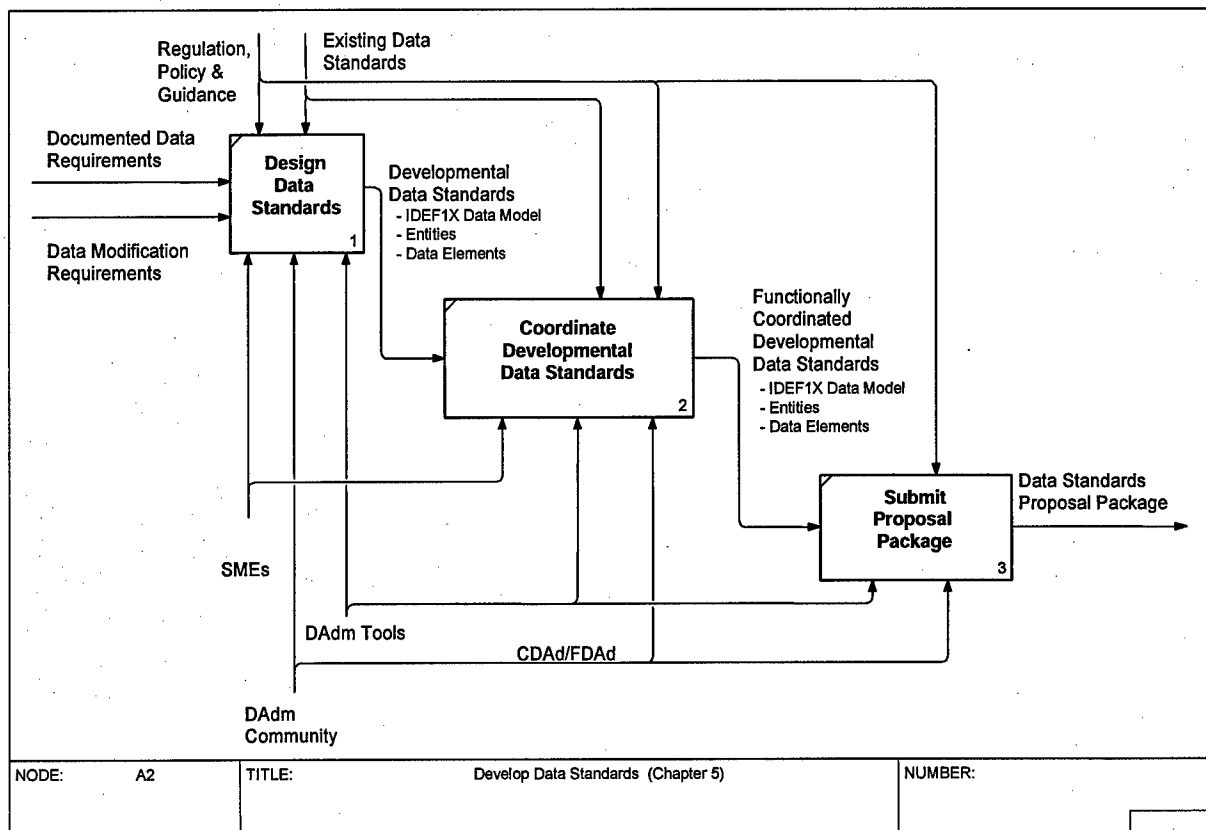 Regulation,
Policy &
Guidance
Existing Data
Standards
Documented Data
Requirements
Data Modification
Requirements
Design
Data
Standards
1
Developmental
Data Standards
- IDEF1X Data Model
- Entities
- Data Elements
Coordinate
Developmental
Data Standards
2
Functionally
Coordinated
Developmental
Data Standards
- IDEF1X Data Model
- Entities
- Data Elements
Submit
Proposal
Package
3
Data Standards
Proposal Package
SMEs
DAdm Tools
CDAd/FDAd
DAdm
Community
NODE: A2
TITLE: Develop Data Standards (Chapter 5)
NUMBER: